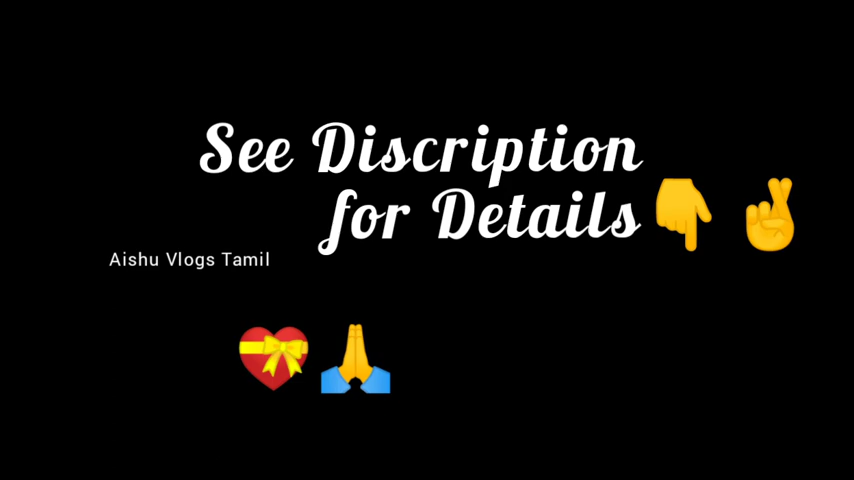 See Discription
for Details👇 🤞
Aishu Vlogs Tamil
💝🙏